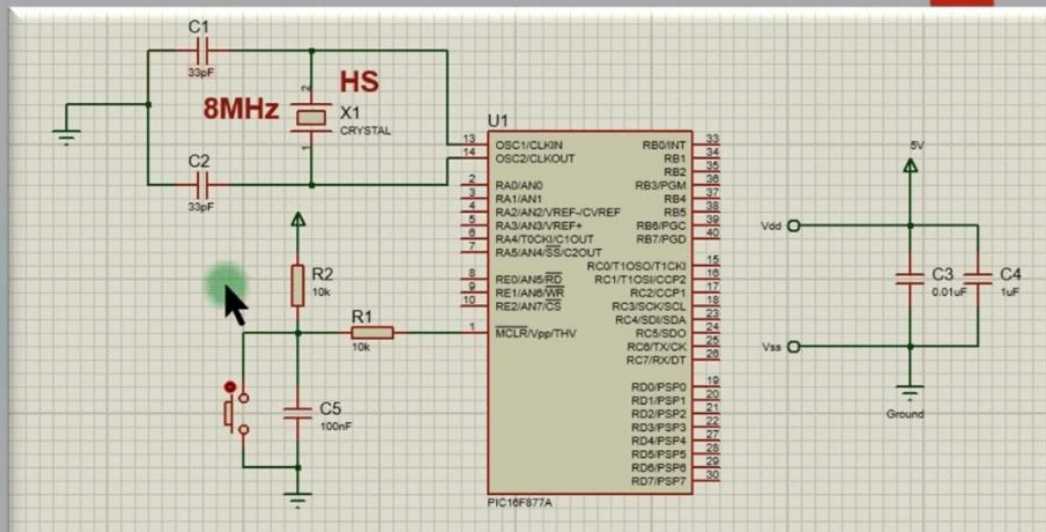 C1
33pF
HS
8MHz
2
X1
CRYSTAL
1
C2
33pF
R2
10k
R1
10k
C5
100nF
U1
13 OSC1/CLKIN
14 OSC2/CLKOUT
2 RA0/AN0
3 RA1/AN1
4 RA2/AN2/VREF-/CVREF
5 RA3/AN3/VREF+
6 RA4/T0CKI/C1OUT
7 RA5/AN4/SS/C2OUT
8 RE0/AN5/RD
9 RE1/AN6/WR
10 RE2/AN7/CS
1 MCLR/Vpp/THV
RB0/INT 33
RB1 34
RB2 35
RB3/PGM 36
RB4 37
RB5 38
RB6/PGC 39
RB7/PGD 40
RC0/T1OSO/T1CKI 15
RC1/T1OSI/CCP2 16
RC2/CCP1 17
RC3/SCK/SCL 18
RC4/SDI/SDA 23
RC5/SDO 24
RC6/TX/CK 25
RC7/RX/DT 26
RD0/PSP0 19
RD1/PSP1 20
RD2/PSP2 21
RD3/PSP3 22
RD4/PSP4 27
RD5/PSP5 28
RD6/PSP6 29
RD7/PSP7 30
PIC16F877A
5V
Vdd
C3
0.01uF
C4
1uF
Vss
Ground